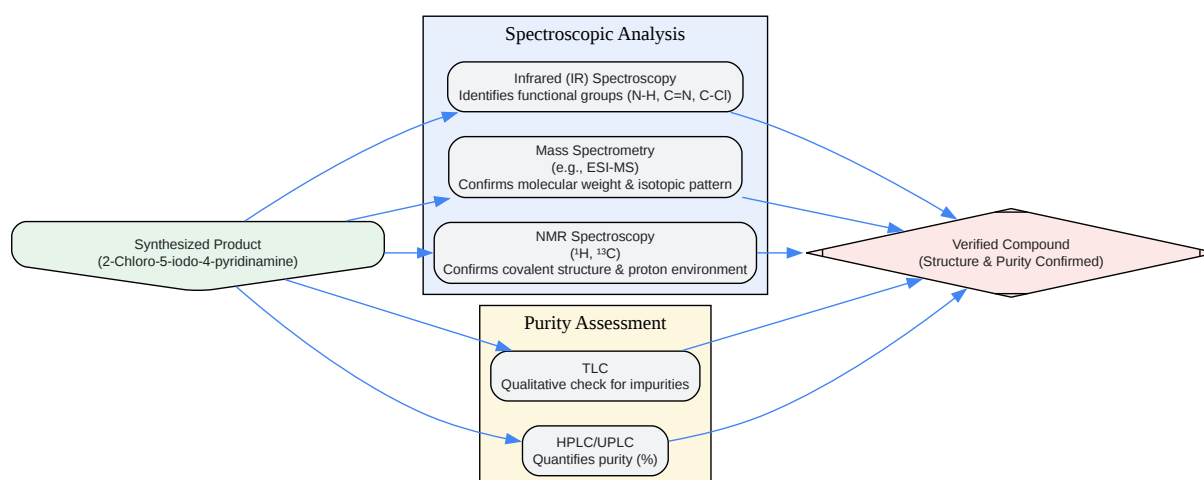 Spectroscopic Analysis
Infrared (IR) Spectroscopy
Identifies functional groups (N-H, C=N, C-Cl)
Mass Spectrometry
(e.g., ESI-MS)
Confirms molecular weight & isotopic pattern
NMR Spectroscopy
(¹H, ¹³C)
Confirms covalent structure & proton environment
Synthesized Product
(2-Chloro-5-iodo-4-pyridinamine)
Verified Compound
(Structure & Purity Confirmed)
Purity Assessment
TLC
Qualitative check for impurities
HPLC/UPLC
Quantifies purity (%)